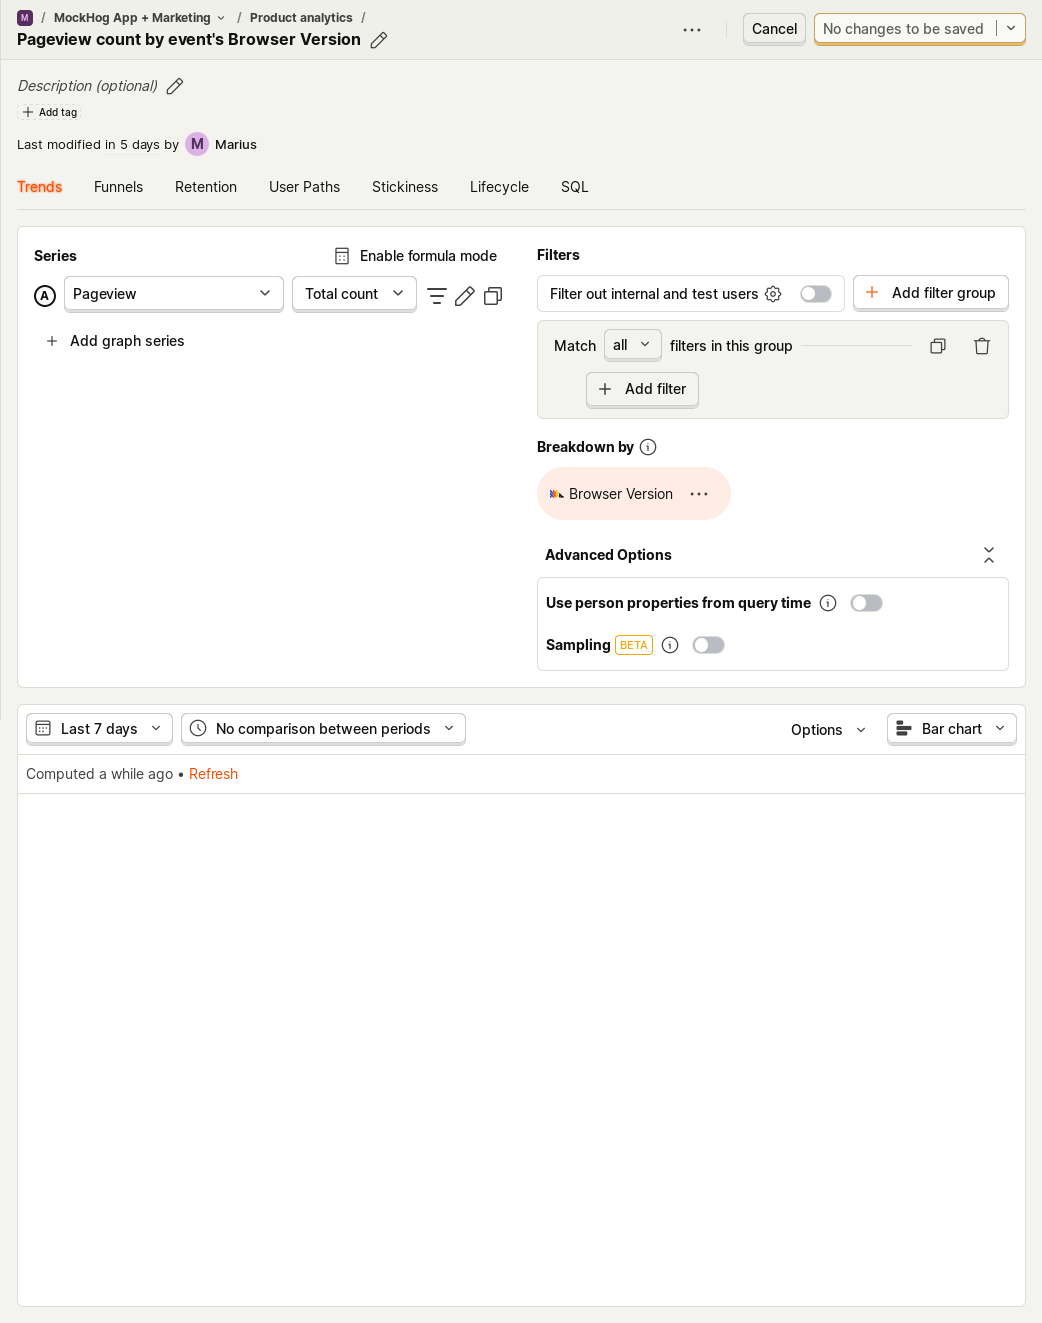 M / MockHog App + Marketing / Product analytics /
Pageview count by event's Browser Version
Cancel
No changes to be saved
Description (optional)
Add tag
Last modified in 5 days by M Marius
Trends Funnels Retention User Paths Stickiness Lifecycle SQL
Series
Enable formula mode
A Pageview Total count
Add graph series
Filters
Filter out internal and test users
Add filter group
Match all filters in this group
Add filter
Breakdown by
Browser Version
Advanced Options
Use person properties from query time
Sampling BETA
Last 7 days No comparison between periods Options Bar chart
Computed a while ago • Refresh